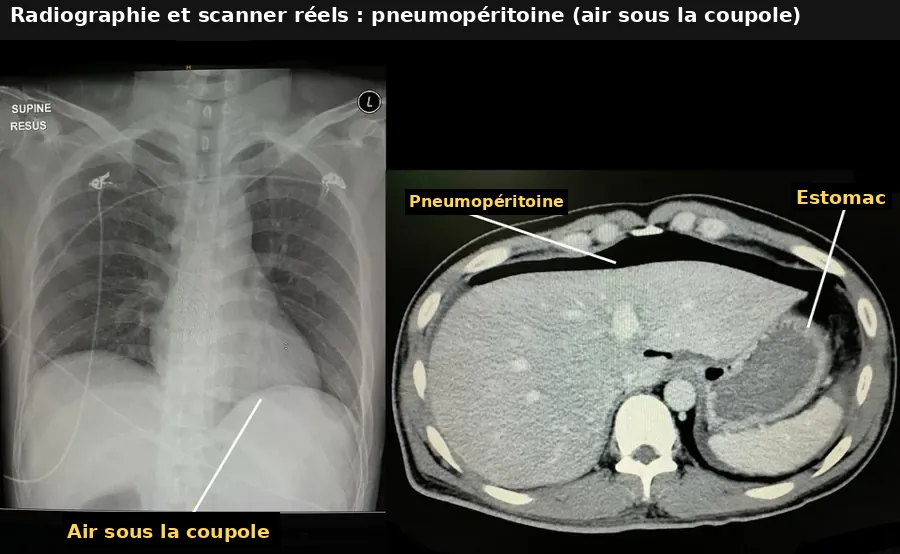 Radiographie et scanner réels : pneumopéritoine (air sous la coupole)
H
SUPINE
RESUS
L
Pneumopéritoine
Estomac
Air sous la coupole